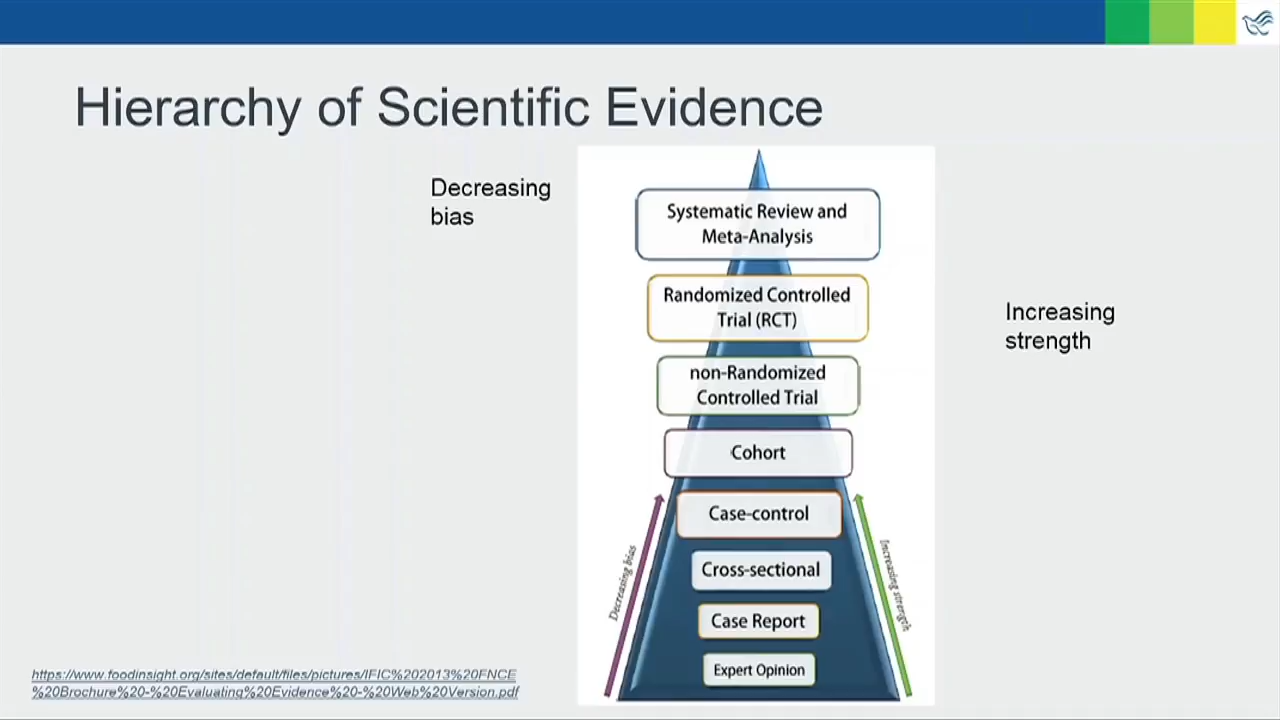 Hierarchy of Scientific Evidence
Decreasing
bias
Systematic Review and
Meta-Analysis
Randomized Controlled
Trial (RCT)
Increasing
strength
non-Randomized
Controlled Trial
Cohort
Case-control
Decreasing bias
Increasing strength
Cross-sectional
Case Report
Expert Opinion
https://www.foodinsight.org/sites/default/files/pictures/IFIC%202013%20FNCE
%20Brochure%20-%20Evaluating%20Evidence%20-%20Web%20Version.pdf